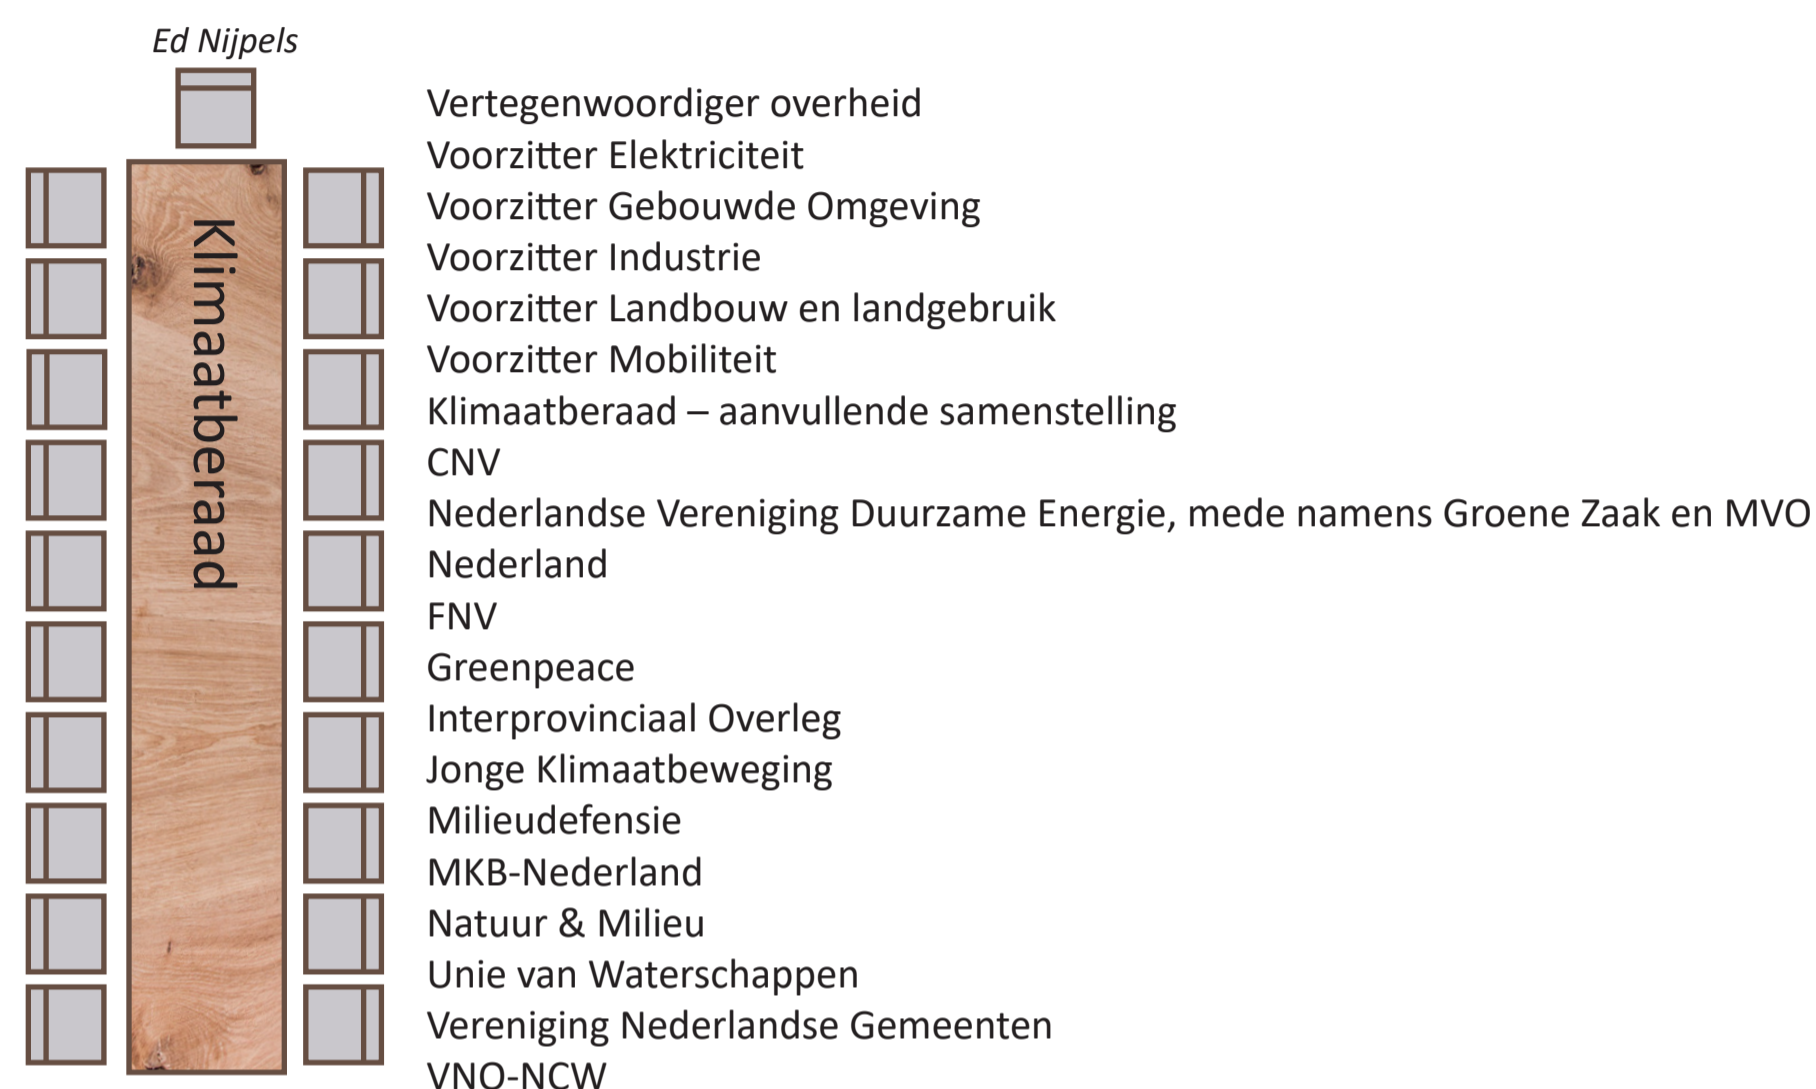 Ed Nijpels
Klimaatberaad
Vertegenwoordiger overheid
Voorzitter Elektriciteit
Voorzitter Gebouwde Omgeving
Voorzitter Industrie
Voorzitter Landbouw en landgebruik
Voorzitter Mobiliteit
Klimaatberaad – aanvullende samenstelling
CNV
Nederlandse Vereniging Duurzame Energie, mede namens Groene Zaak en MVO
Nederland
FNV
Greenpeace
Interprovinciaal Overleg
Jonge Klimaatbeweging
Milieudefensie
MKB-Nederland
Natuur & Milieu
Unie van Waterschappen
Vereniging Nederlandse Gemeenten
VNO-NCW